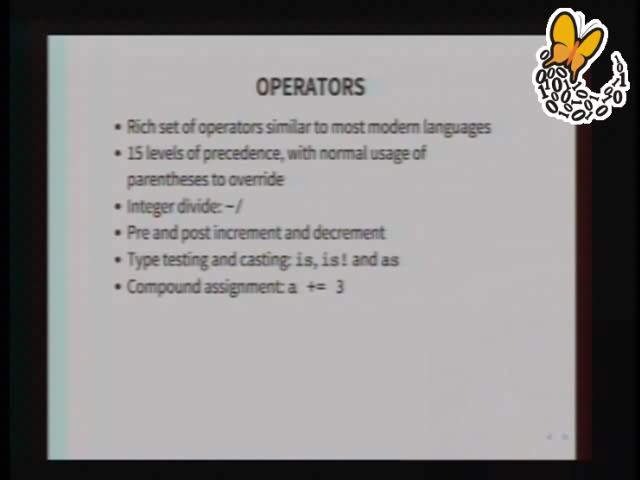 OPERATORS
• Rich set of operators similar to most modern languages
• 15 levels of precedence, with normal usage of
parentheses to override
• Integer divide: ~/
• Pre and post increment and decrement
• Type testing and casting: is, is! and as
• Compound assignment: a += 3